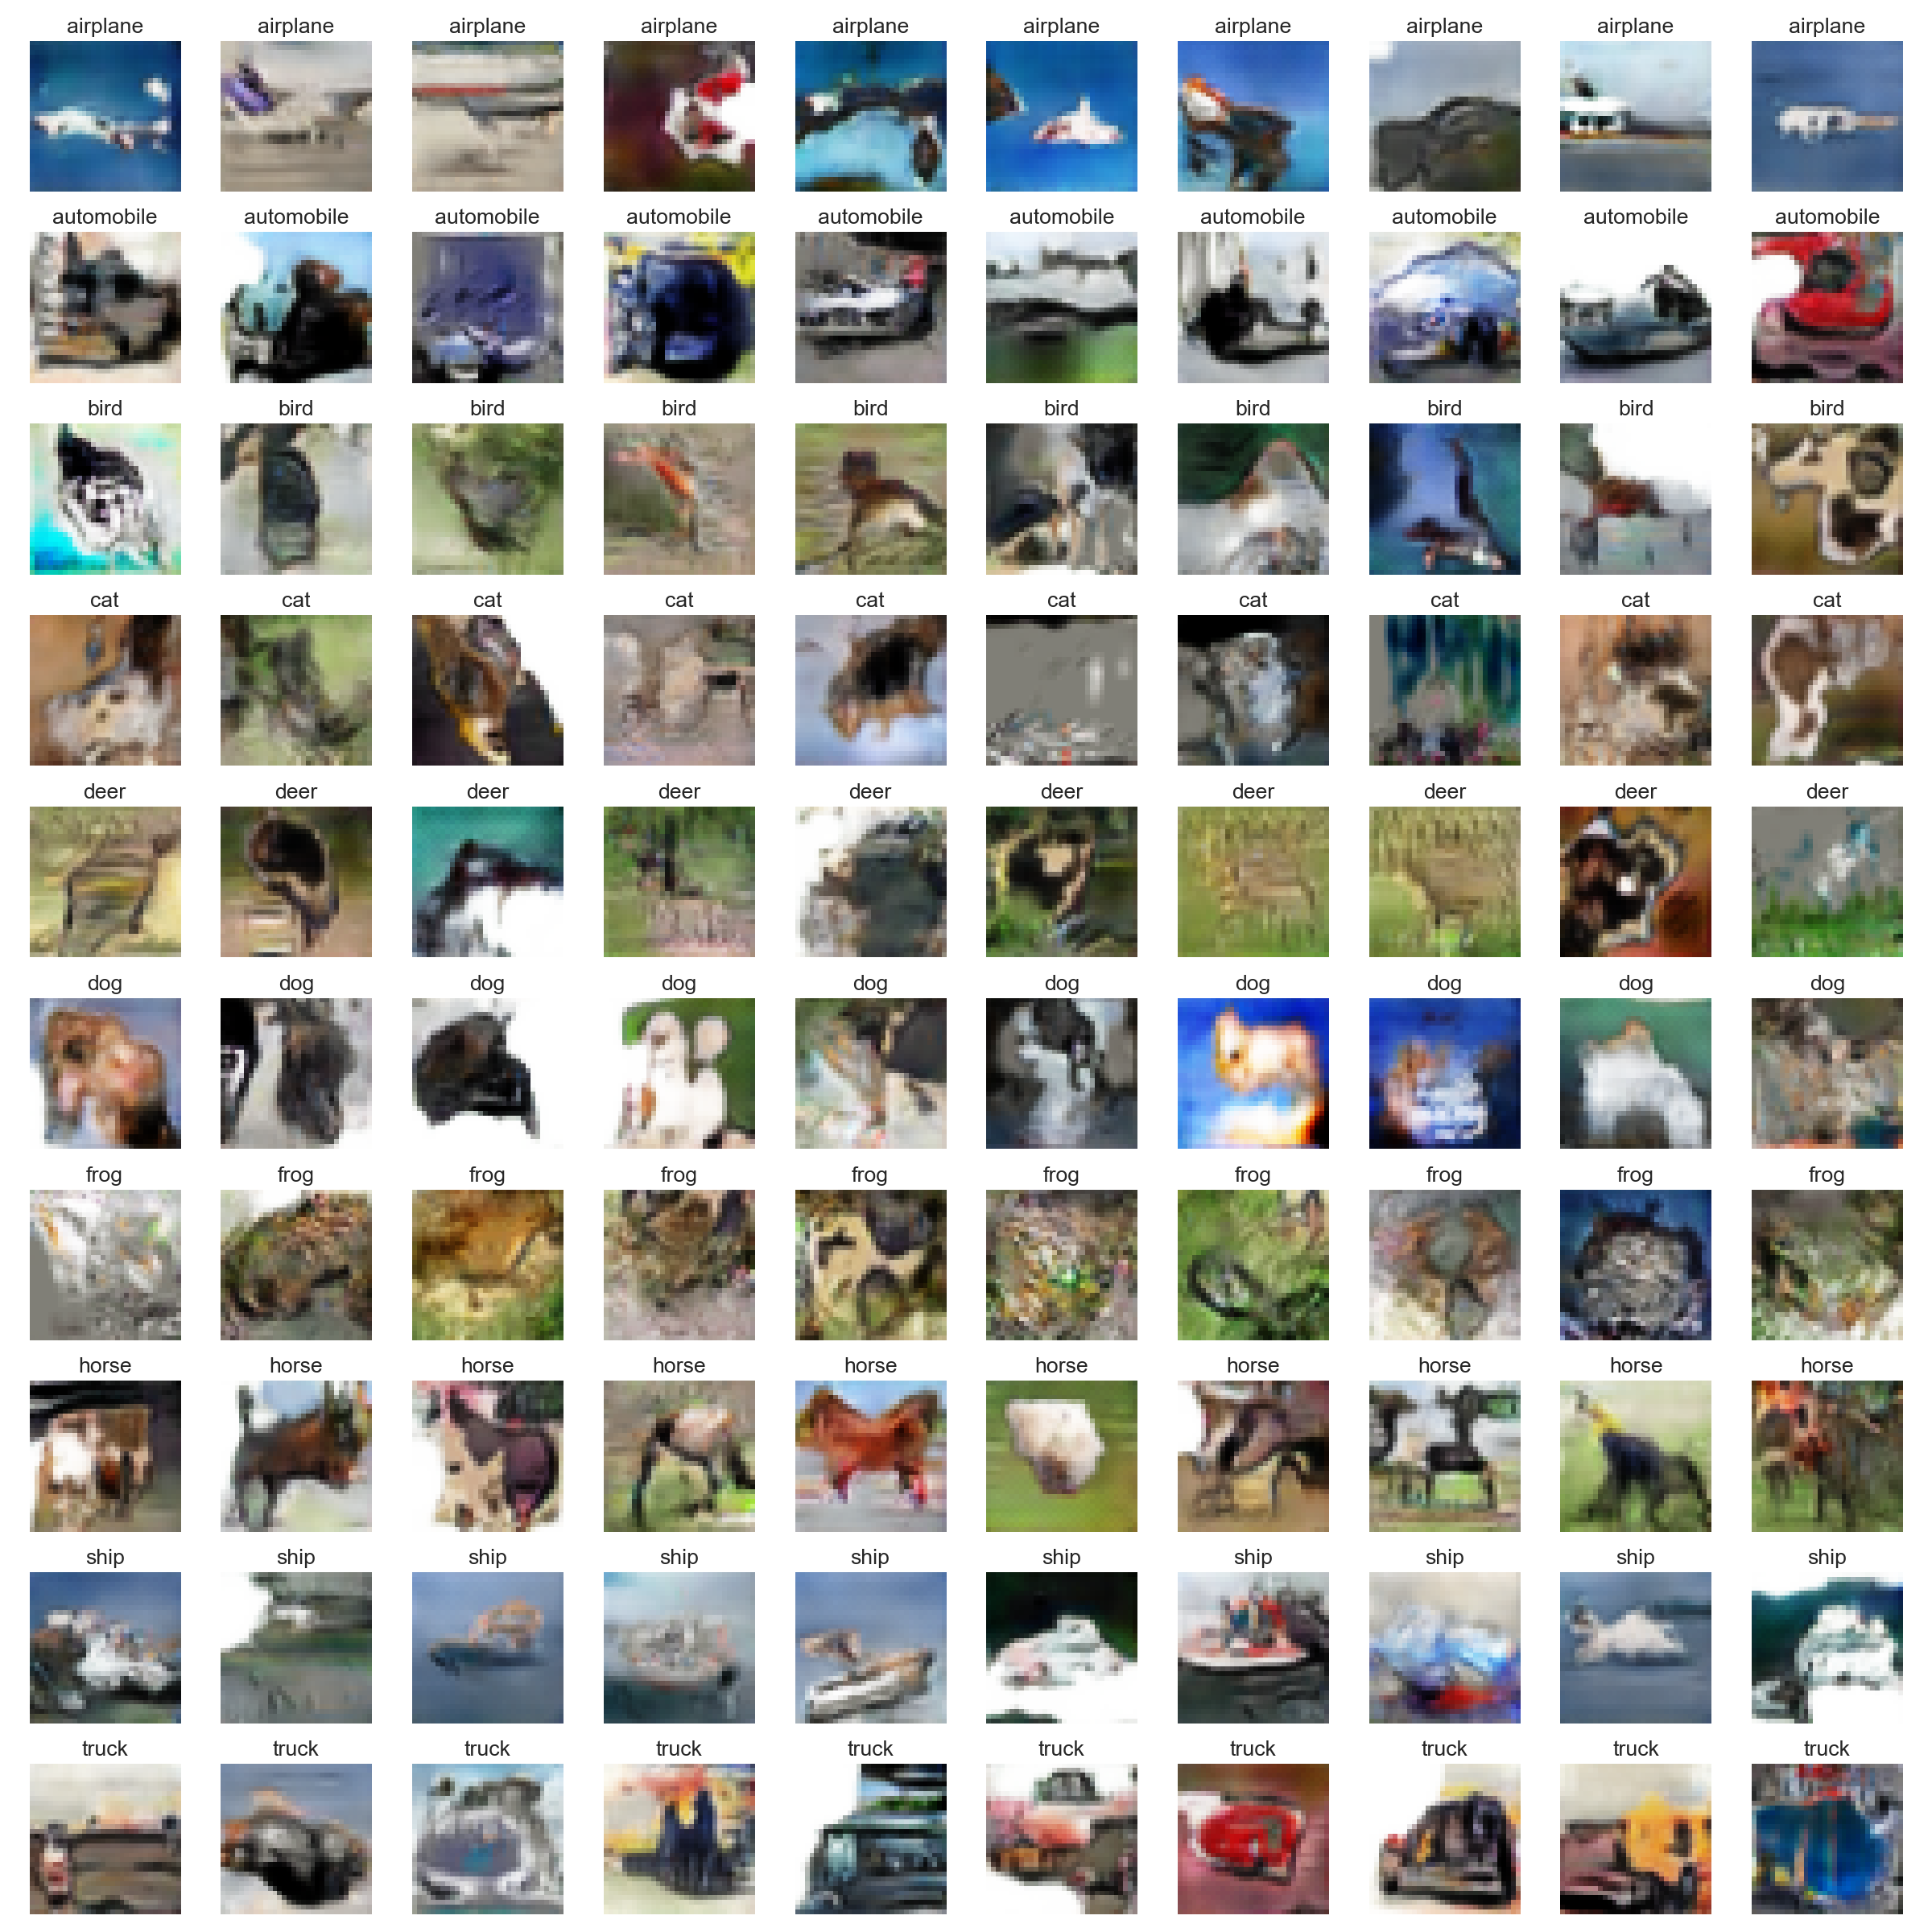 airplane airplane airplane airplane airplane airplane airplane airplane airplane airplane
automobile automobile automobile automobile automobile automobile automobile automobile automobile automobile
bird bird bird bird bird bird bird bird bird bird
cat cat cat cat cat cat cat cat cat cat
deer deer deer deer deer deer deer deer deer deer
dog dog dog dog dog dog dog dog dog dog
frog frog frog frog frog frog frog frog frog frog
horse horse horse horse horse horse horse horse horse horse
ship ship ship ship ship ship ship ship ship ship
truck truck truck truck truck truck truck truck truck truck